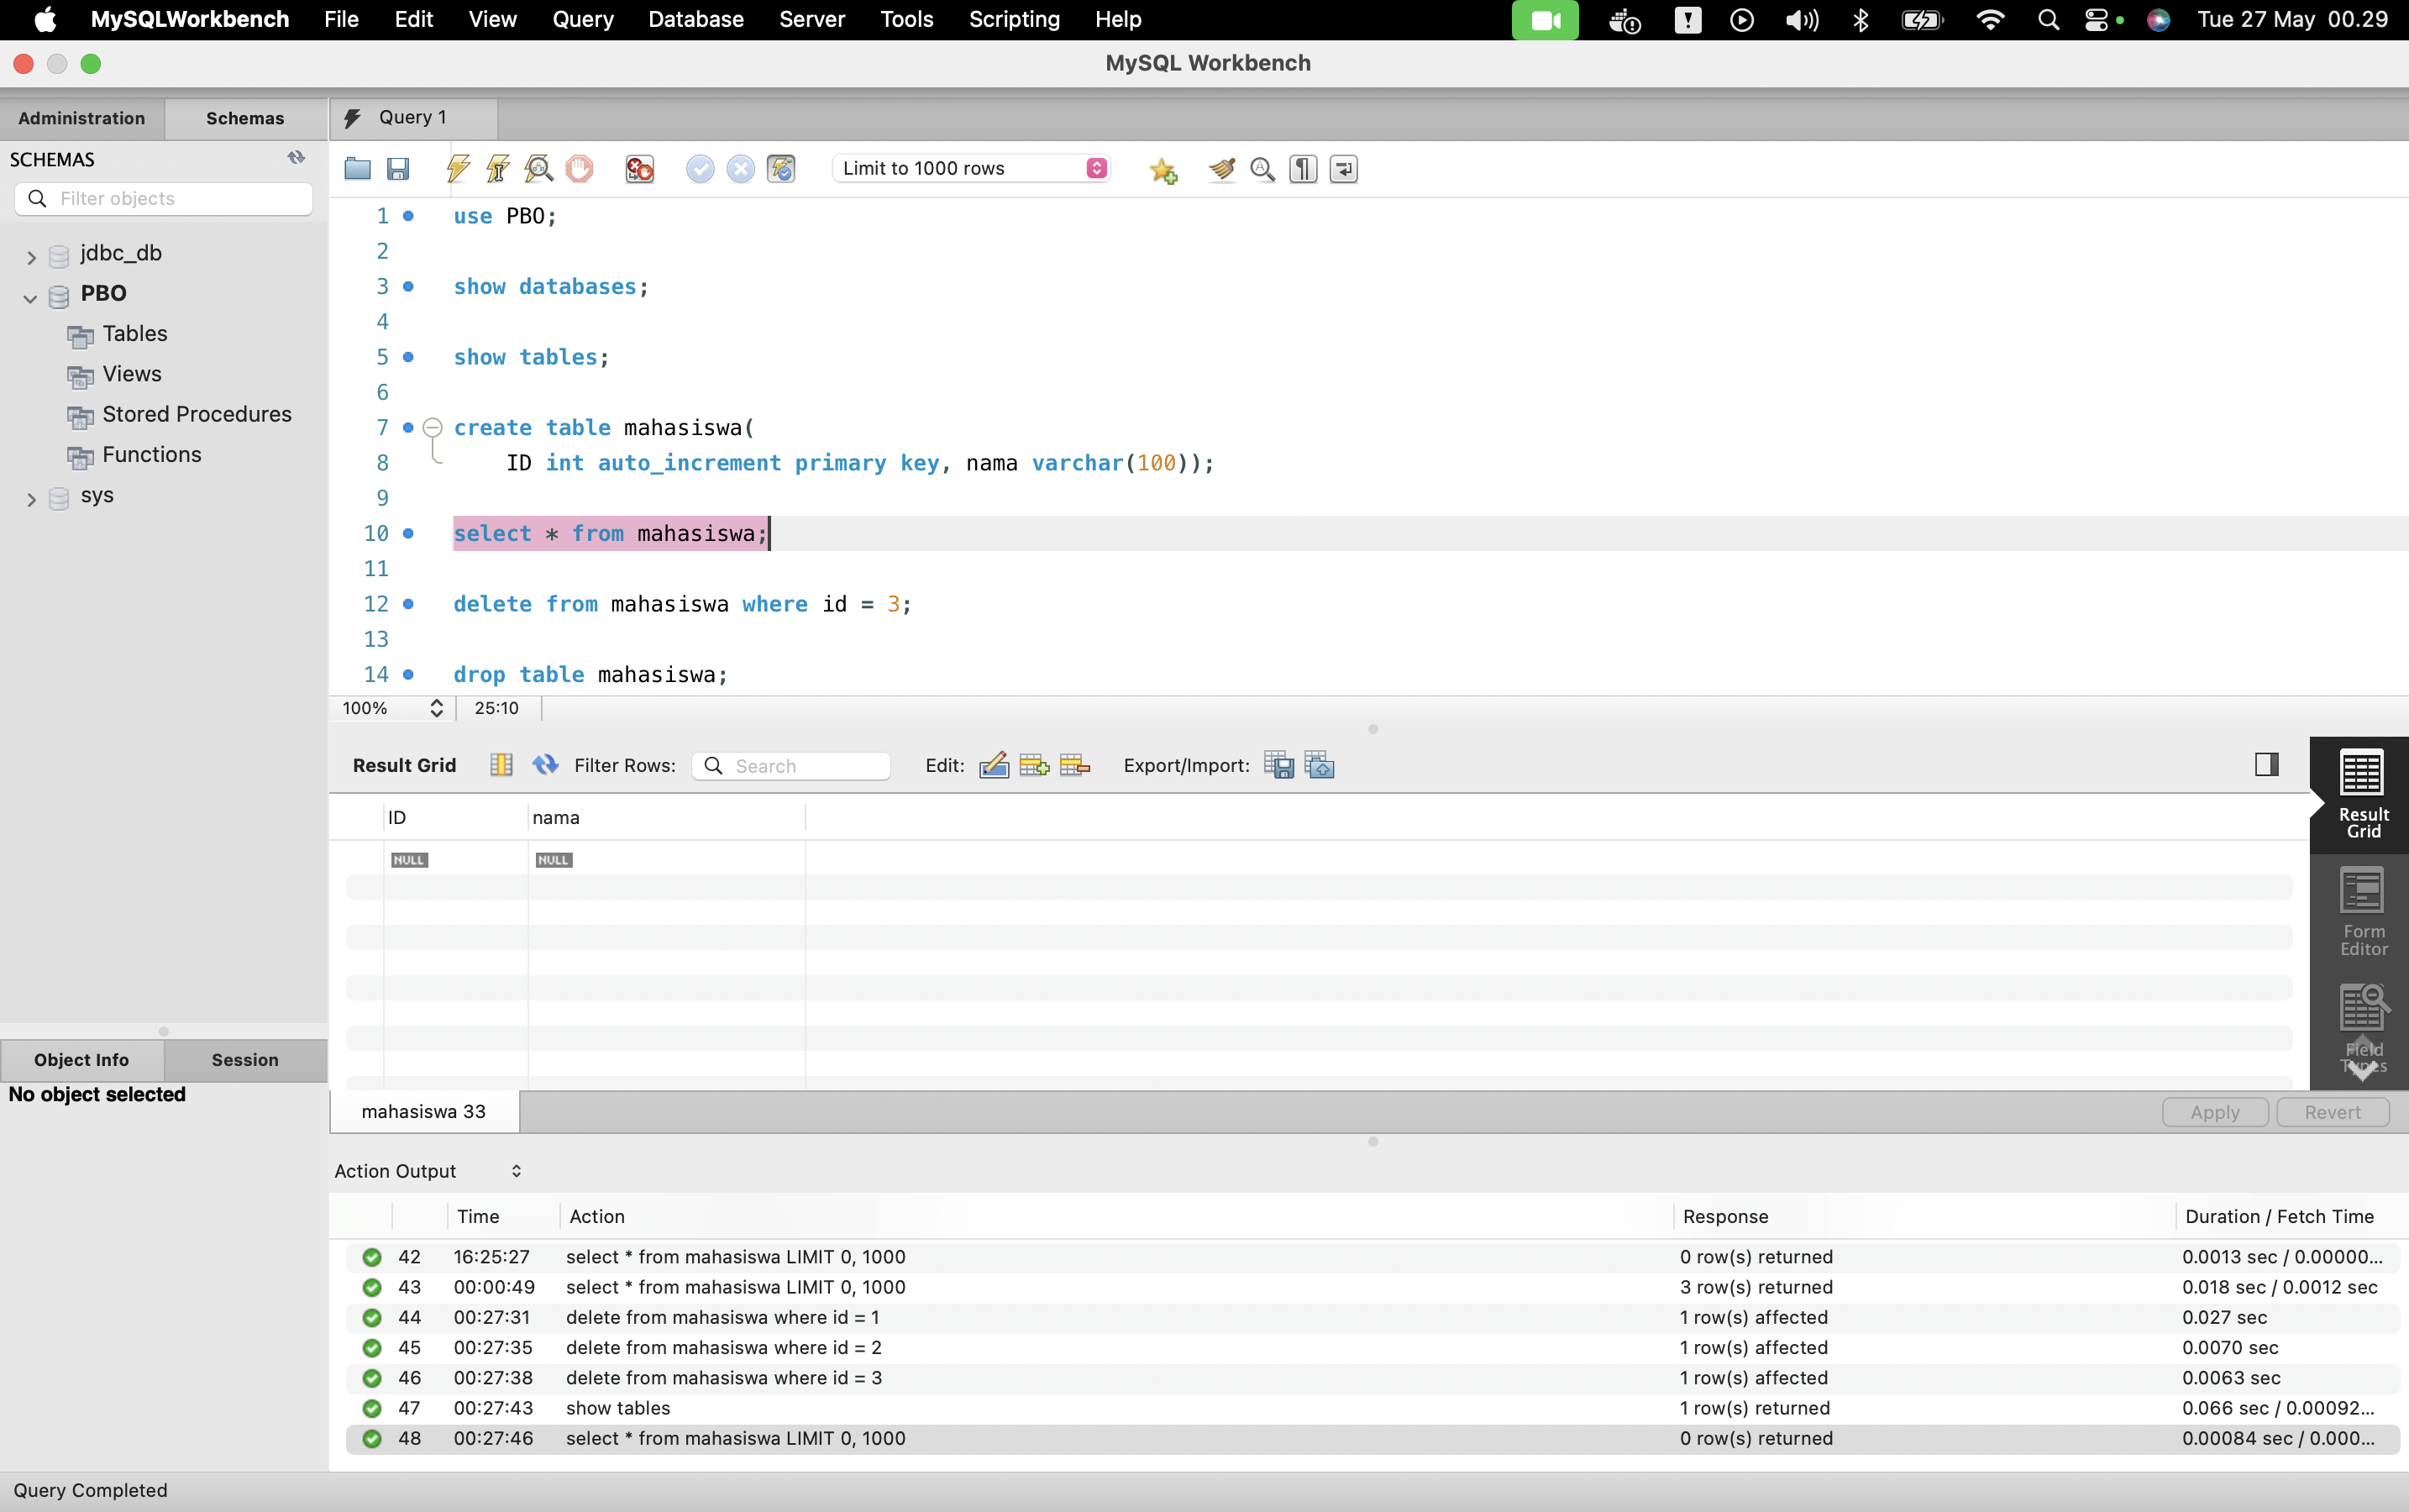 MySQLWorkbench File Edit View Query Database Server Tools Scripting Help Tue 27 May 00.29
MySQL Workbench
Administration Schemas Query 1
SCHEMAS
Filter objects
jdbc_db
PBO
Tables
Views
Stored Procedures
Functions
sys
Limit to 1000 rows
1 use PBO;
2
3 show databases;
4
5 show tables;
6
7 create table mahasiswa(
8 ID int auto_increment primary key, nama varchar(100));
9
10 select * from mahasiswa;
11
12 delete from mahasiswa where id = 3;
13
14 drop table mahasiswa;
100% 25:10
Result Grid Filter Rows: Search Edit: Export/Import:
ID nama
NULL NULL
Result
Grid
Form
Editor
Field
Types
mahasiswa 33 Apply Revert
Object Info Session
No object selected
Action Output
Time Action Response Duration / Fetch Time
42 16:25:27 select * from mahasiswa LIMIT 0, 1000 0 row(s) returned 0.0013 sec / 0.00000...
43 00:00:49 select * from mahasiswa LIMIT 0, 1000 3 row(s) returned 0.018 sec / 0.0012 sec
44 00:27:31 delete from mahasiswa where id = 1 1 row(s) affected 0.027 sec
45 00:27:35 delete from mahasiswa where id = 2 1 row(s) affected 0.0070 sec
46 00:27:38 delete from mahasiswa where id = 3 1 row(s) affected 0.0063 sec
47 00:27:43 show tables 1 row(s) returned 0.066 sec / 0.00092...
48 00:27:46 select * from mahasiswa LIMIT 0, 1000 0 row(s) returned 0.00084 sec / 0.000...
Query Completed